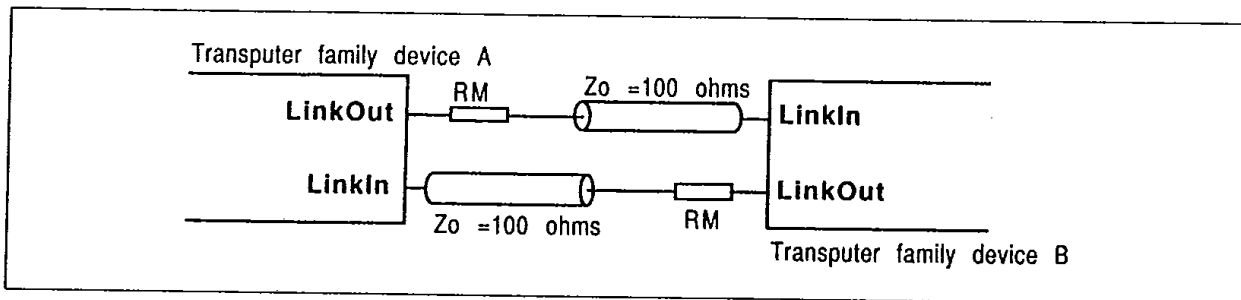 Transputer family device A
RM
Zo =100 ohms
LinkOut
LinkIn
LinkIn
LinkOut
Zo =100 ohms
RM
Transputer family device B